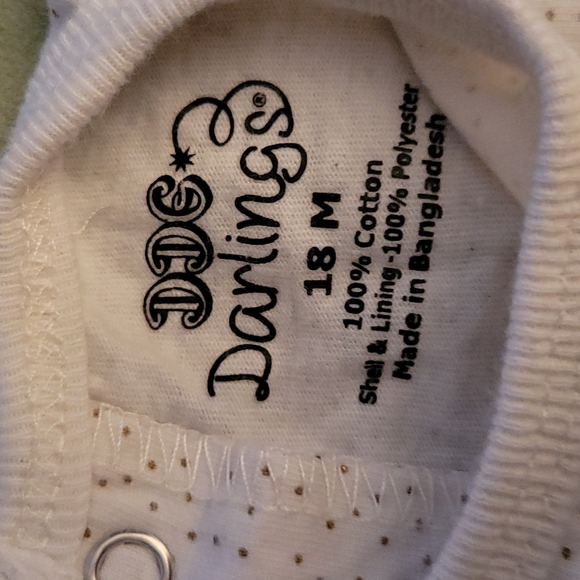 DDG
Darlings®
18 M
100% Cotton
Shell & Lining-100% Polyester
Made in Bangladesh